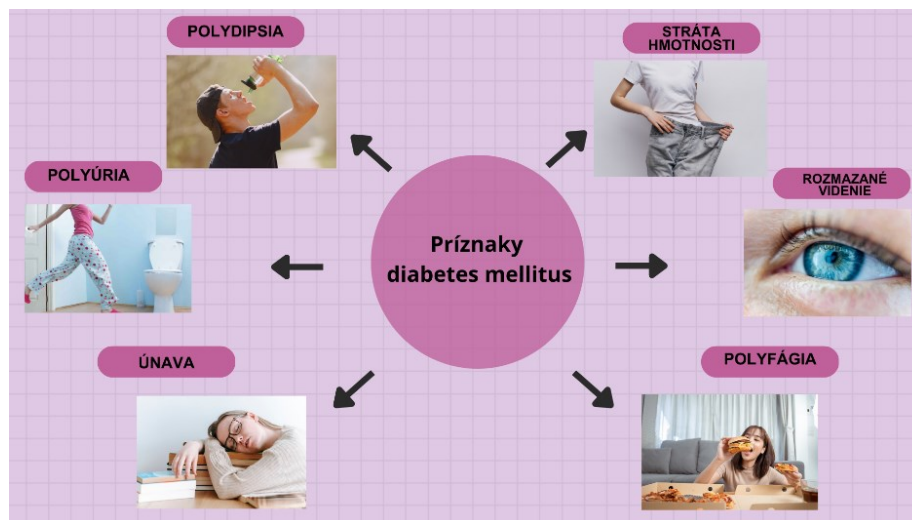 POLYDIPSIA
STRÁTA
HMOTNOSTI
POLYÚRIA
ROZMAZANÉ
VIDENIE
Príznaky
diabetes mellitus
ÚNAVA
POLYFÁGIA